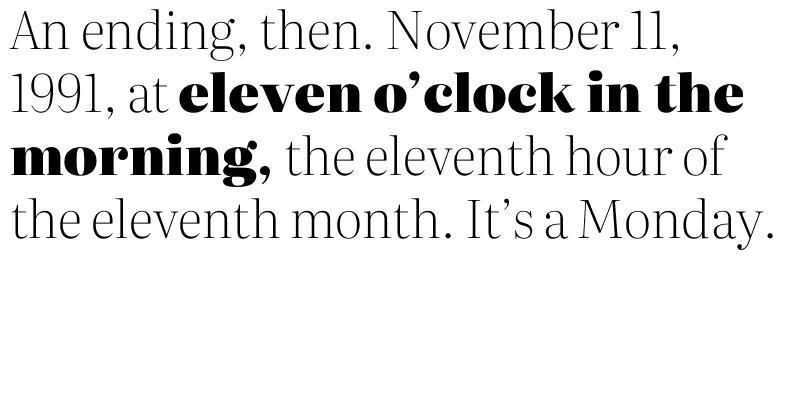 An ending, then. November 11,
1991, at eleven o’clock in the
morning, the eleventh hour of
the eleventh month. It’s a Monday.